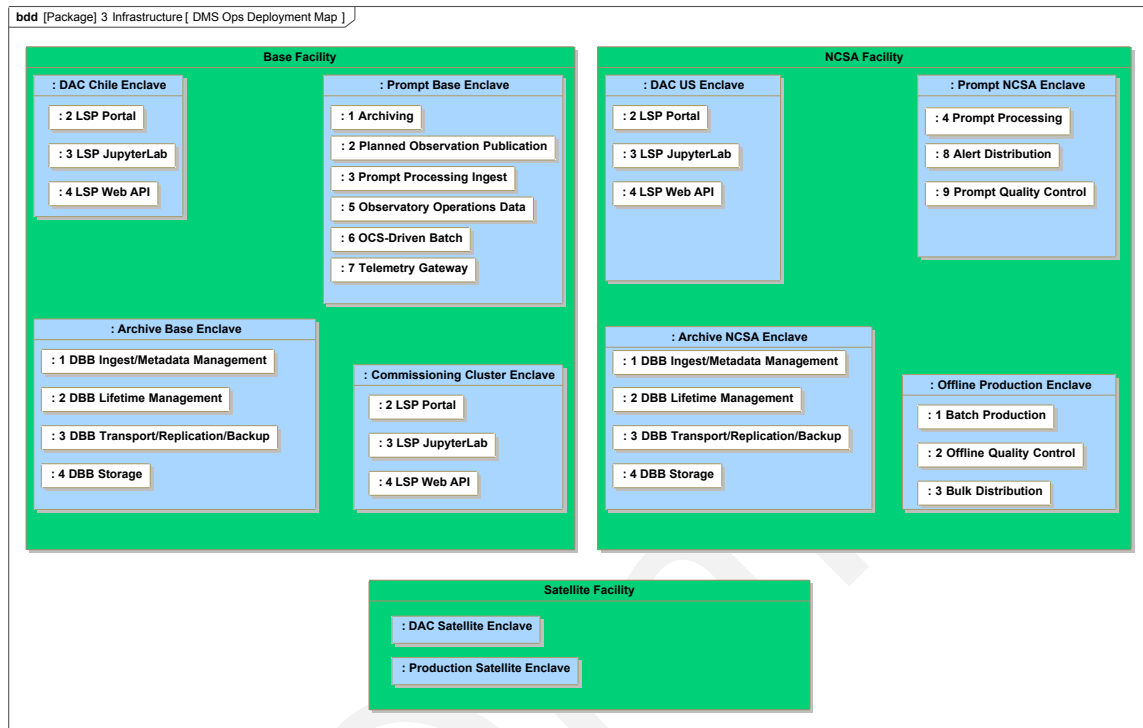 bdd [Package] 3 Infrastructure [ DMS Ops Deployment Map ]
Base Facility
: DAC Chile Enclave
: 2 LSP Portal
: 3 LSP JupyterLab
: 4 LSP Web API
: Prompt Base Enclave
: 1 Archiving
: 2 Planned Observation Publication
: 3 Prompt Processing Ingest
: 5 Observatory Operations Data
: 6 OCS-Driven Batch
: 7 Telemetry Gateway
: Archive Base Enclave
: 1 DBB Ingest/Metadata Management
: 2 DBB Lifetime Management
: 3 DBB Transport/Replication/Backup
: 4 DBB Storage
: Commissioning Cluster Enclave
: 2 LSP Portal
: 3 LSP JupyterLab
: 4 LSP Web API
NCSA Facility
: DAC US Enclave
: 2 LSP Portal
: 3 LSP JupyterLab
: 4 LSP Web API
: Prompt NCSA Enclave
: 4 Prompt Processing
: 8 Alert Distribution
: 9 Prompt Quality Control
: Archive NCSA Enclave
: 1 DBB Ingest/Metadata Management
: 2 DBB Lifetime Management
: 3 DBB Transport/Replication/Backup
: 4 DBB Storage
: Offline Production Enclave
: 1 Batch Production
: 2 Offline Quality Control
: 3 Bulk Distribution
Satellite Facility
: DAC Satellite Enclave
: Production Satellite Enclave